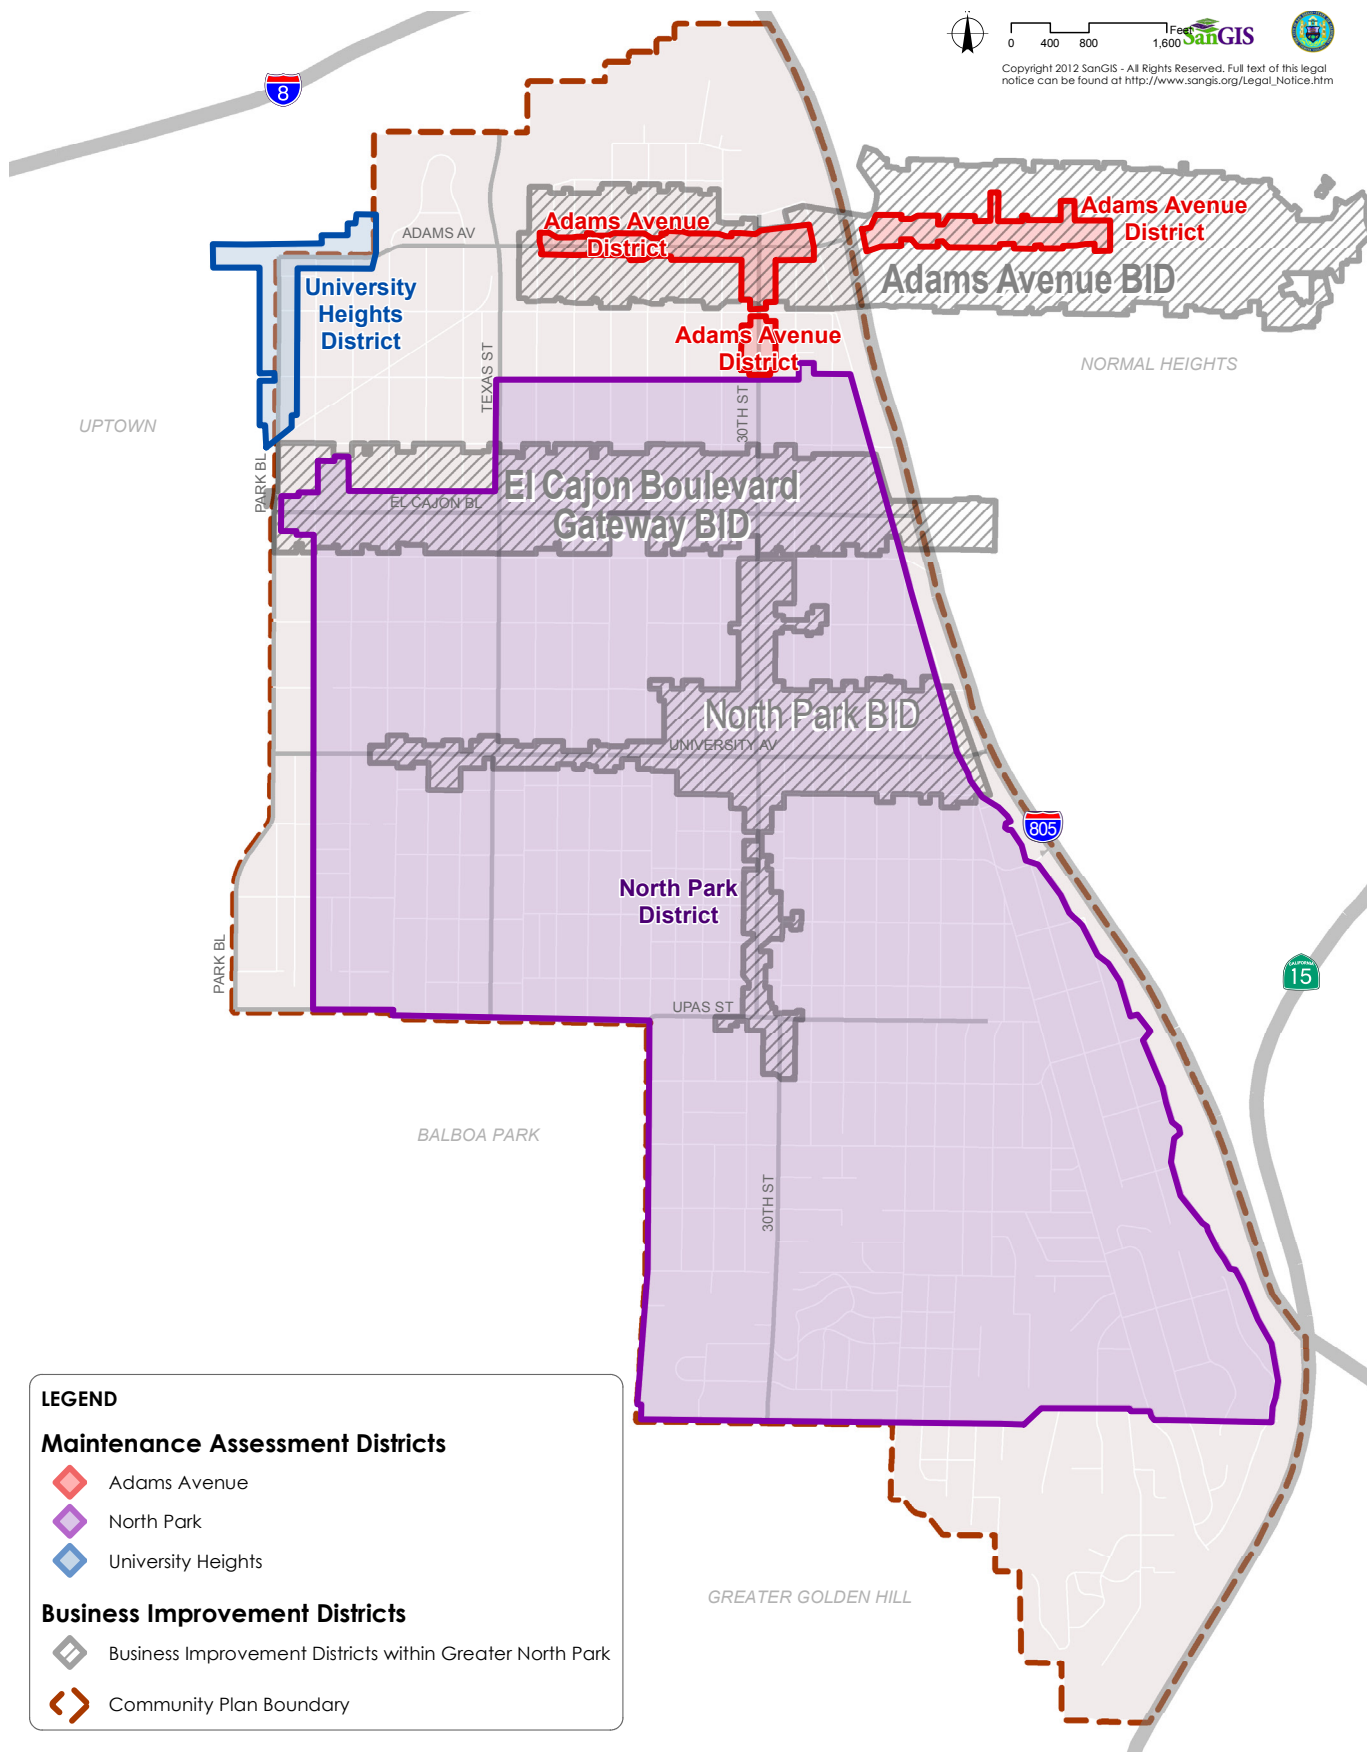 8
0 400 800 1,600
Feet
SanGIS
Copyright 2012 SanGIS - All Rights Reserved. Full text of this legal
notice can be found at http://www.sangis.org/Legal_Notice.htm
Adams Avenue
District
Adams Avenue
District
ADAMS AV
Adams Avenue BID
University
Heights
District
Adams Avenue
District
NORMAL HEIGHTS
TEXAS ST
30TH ST
UPTOWN
PARK BL
El Cajon Boulevard
Gateway BID
EL CAJON BL
North Park BID
UNIVERSITY AV
805
North Park
District
PARK BL
CALIFORNIA
15
UPAS ST
BALBOA PARK
30TH ST
GREATER GOLDEN HILL
LEGEND
Maintenance Assessment Districts
Adams Avenue
North Park
University Heights
Business Improvement Districts
Business Improvement Districts within Greater North Park
Community Plan Boundary